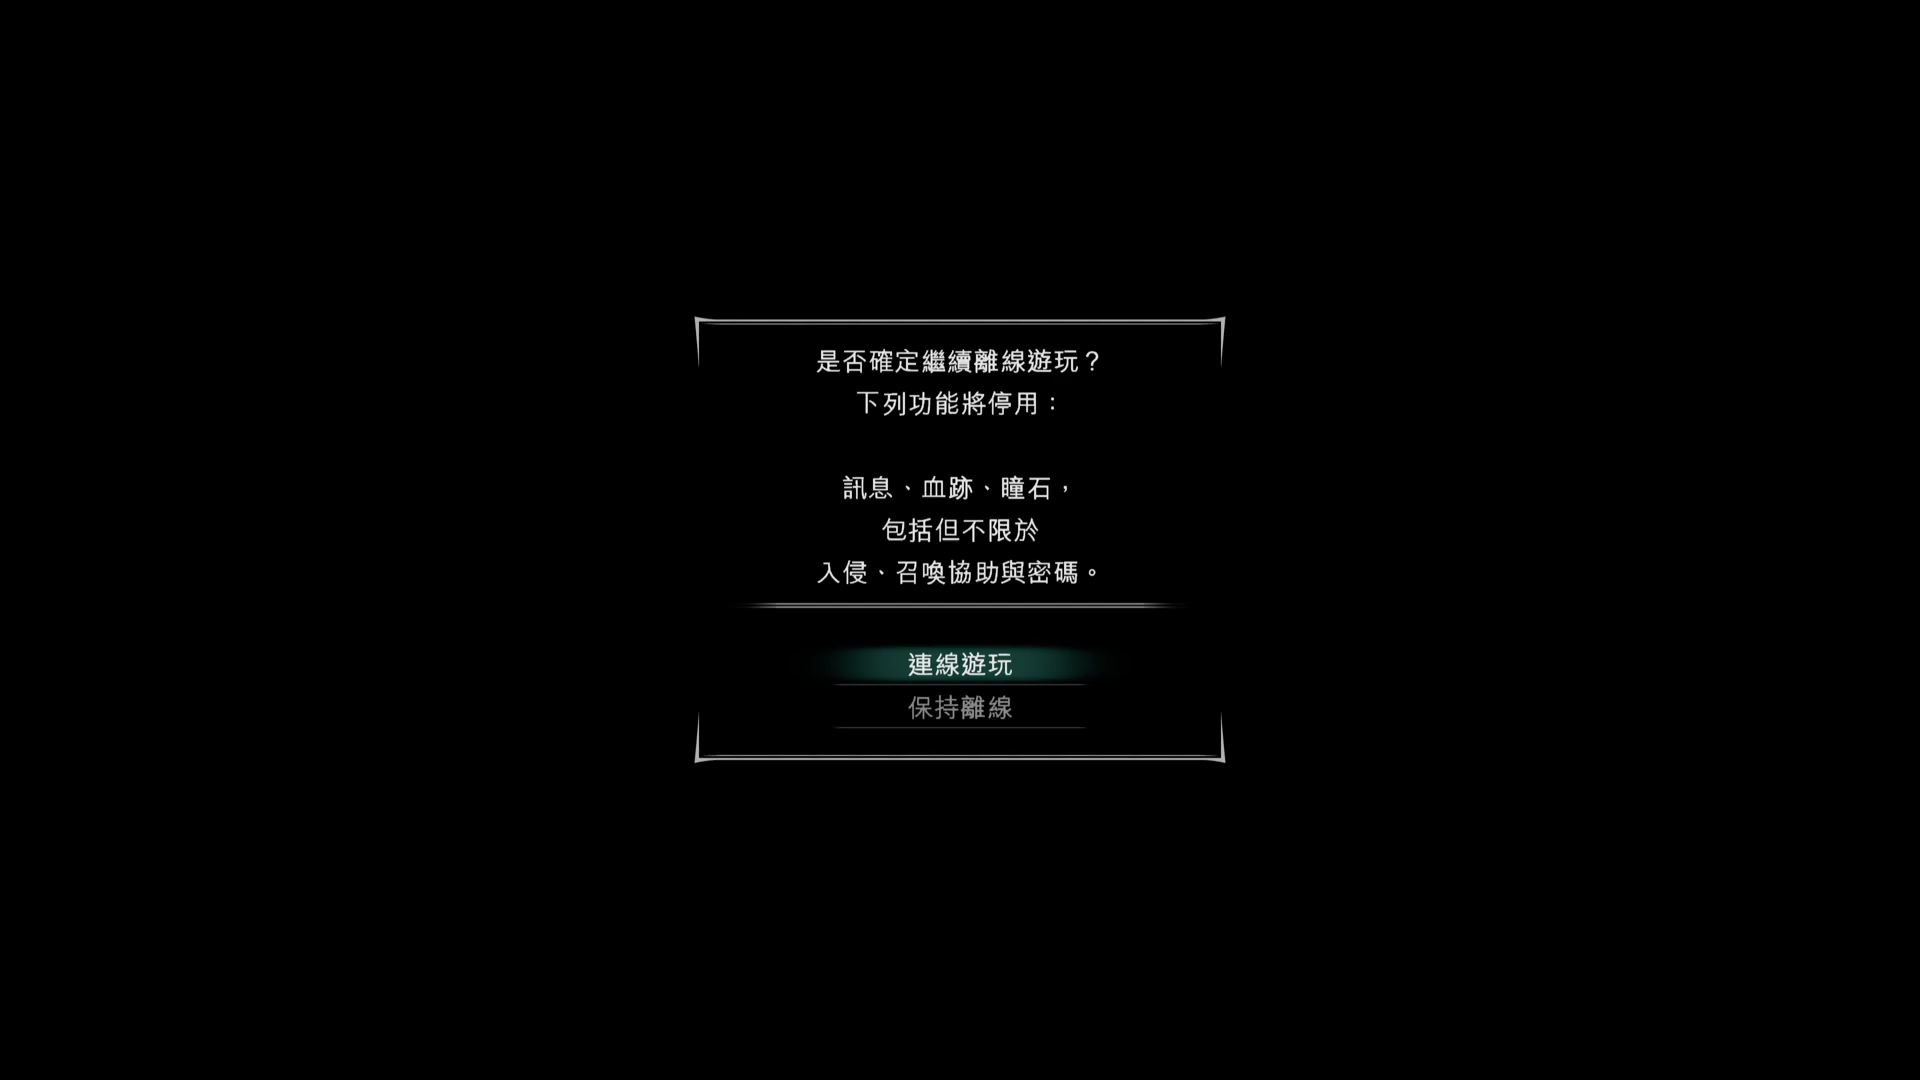 是否確定繼續離線遊玩？
下列功能將停用：
訊息、血跡、瞳石，
包括但不限於
入侵、召喚協助與密碼。
連線遊玩
保持離線